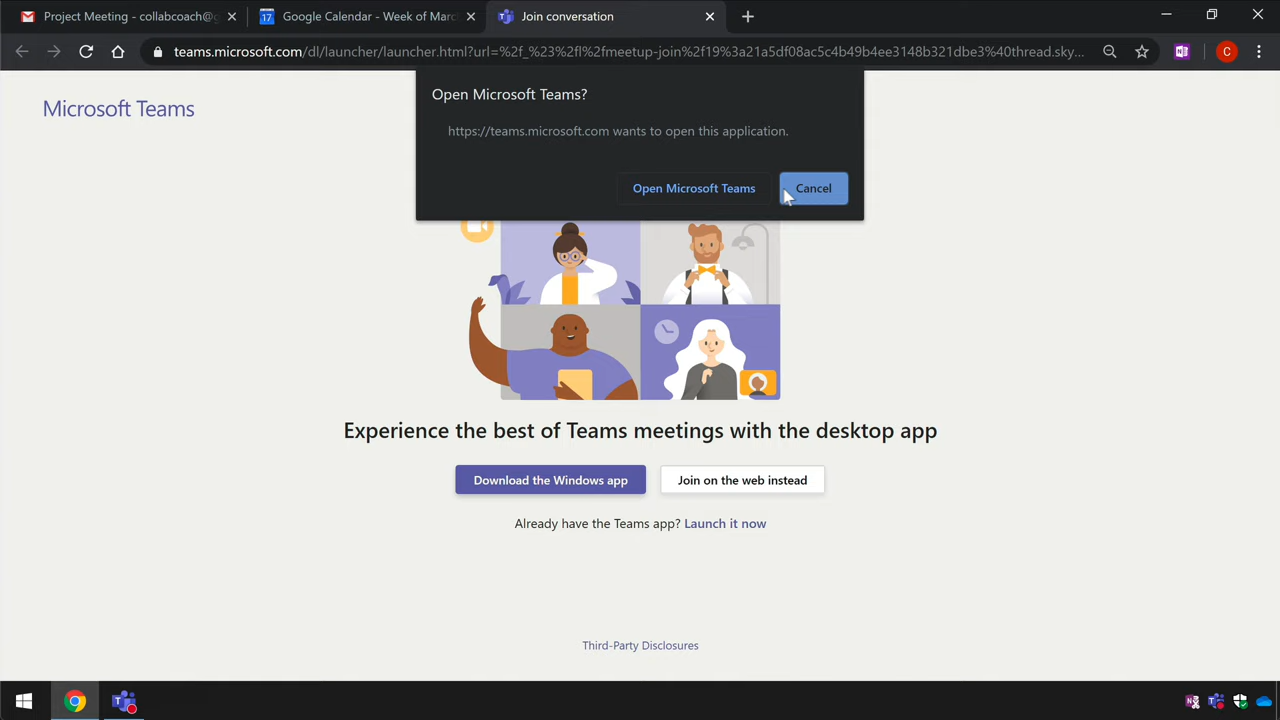 Project Meeting - collabcoach@g
Google Calendar - Week of Marc
Join conversation
teams.microsoft.com/dl/launcher/launcher.html?url=%2f_%23%2fl%2fmeetup-join%2f19%3a21a5df08ac5c4b49b4ee3148b321dbe3%40thread.sky...
C
Microsoft Teams
Open Microsoft Teams?
https://teams.microsoft.com wants to open this application.
Open Microsoft Teams
Cancel
Experience the best of Teams meetings with the desktop app
Download the Windows app
Join on the web instead
Already have the Teams app? Launch it now
Third-Party Disclosures